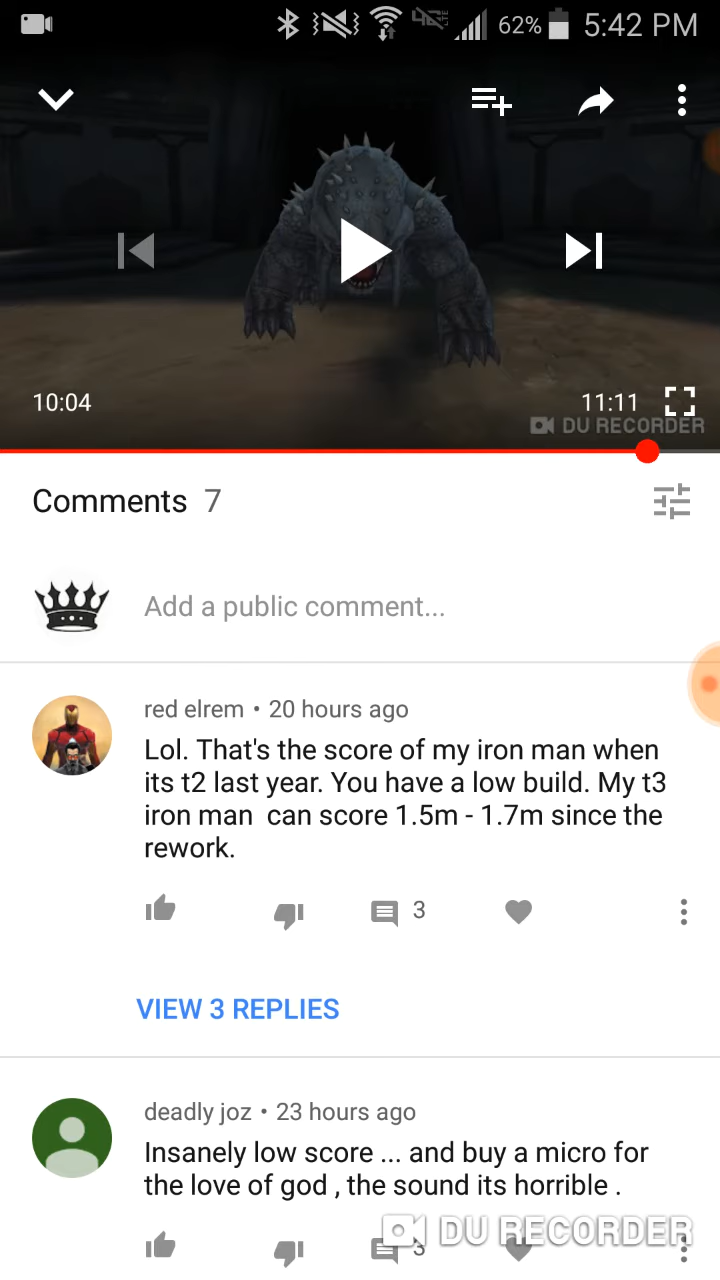 62% 5:42 PM
10:04
11:11
DU RECORDER
Comments 7
Add a public comment...
red elrem • 20 hours ago
Lol. That's the score of my iron man when
its t2 last year. You have a low build. My t3
iron man can score 1.5m - 1.7m since the
rework.
3
VIEW 3 REPLIES
deadly joz • 23 hours ago
Insanely low score ... and buy a micro for
the love of god , the sound its horrible .
3
DU RECORDER